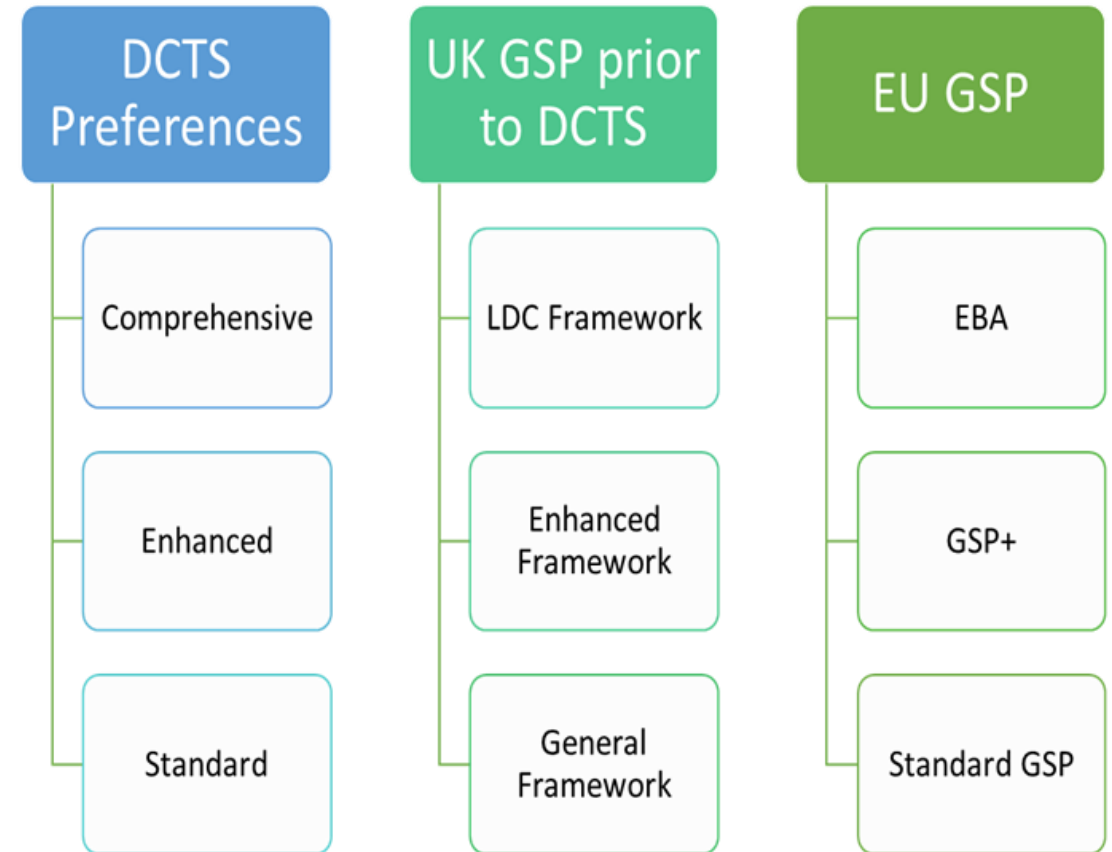 DCTS
Preferences
Comprehensive
Enhanced
Standard
UK GSP prior
to DCTS
LDC Framework
Enhanced
Framework
General
Framework
EU GSP
EBA
GSP+
Standard GSP